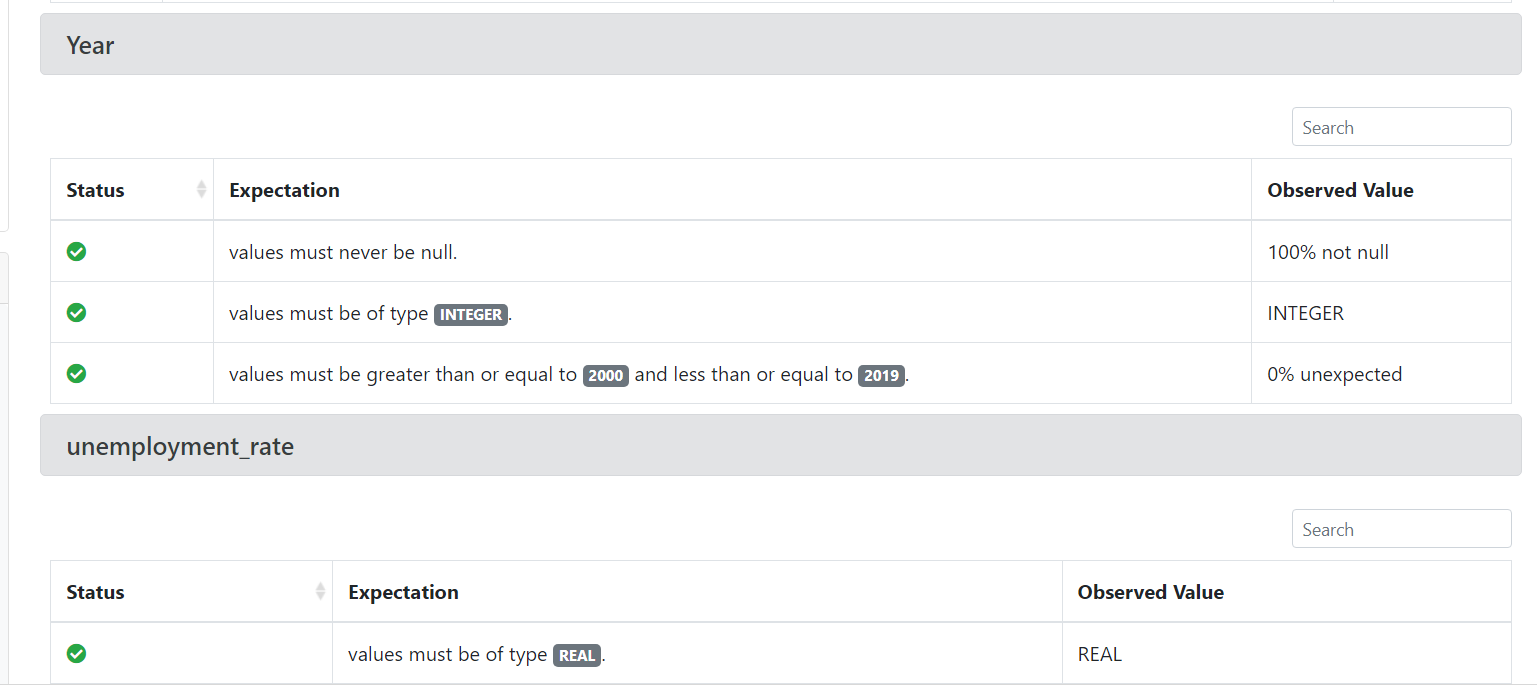 Year
Search
Status Expectation Observed Value
values must never be null. 100% not null
values must be of type INTEGER. INTEGER
values must be greater than or equal to 2000 and less than or equal to 2019. 0% unexpected
unemployment_rate
Search
Status Expectation Observed Value
values must be of type REAL. REAL